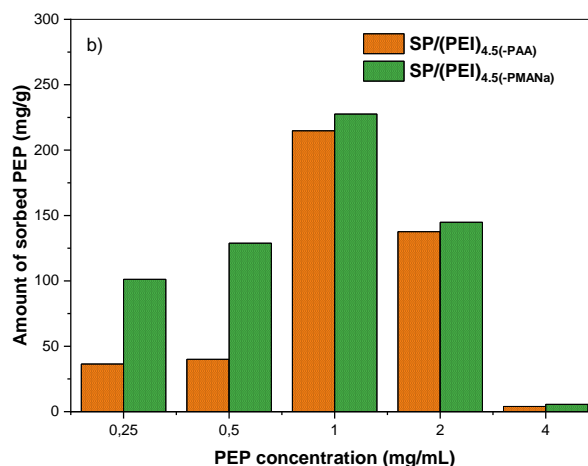 b)
SP/(PEI)4.5(-PAA)
SP/(PEI)4.5(-PMANa)
Amount of sorbed PEP (mg/g)
300
250
200
150
100
50
0
0,25 0,5 1 2 4
PEP concentration (mg/mL)